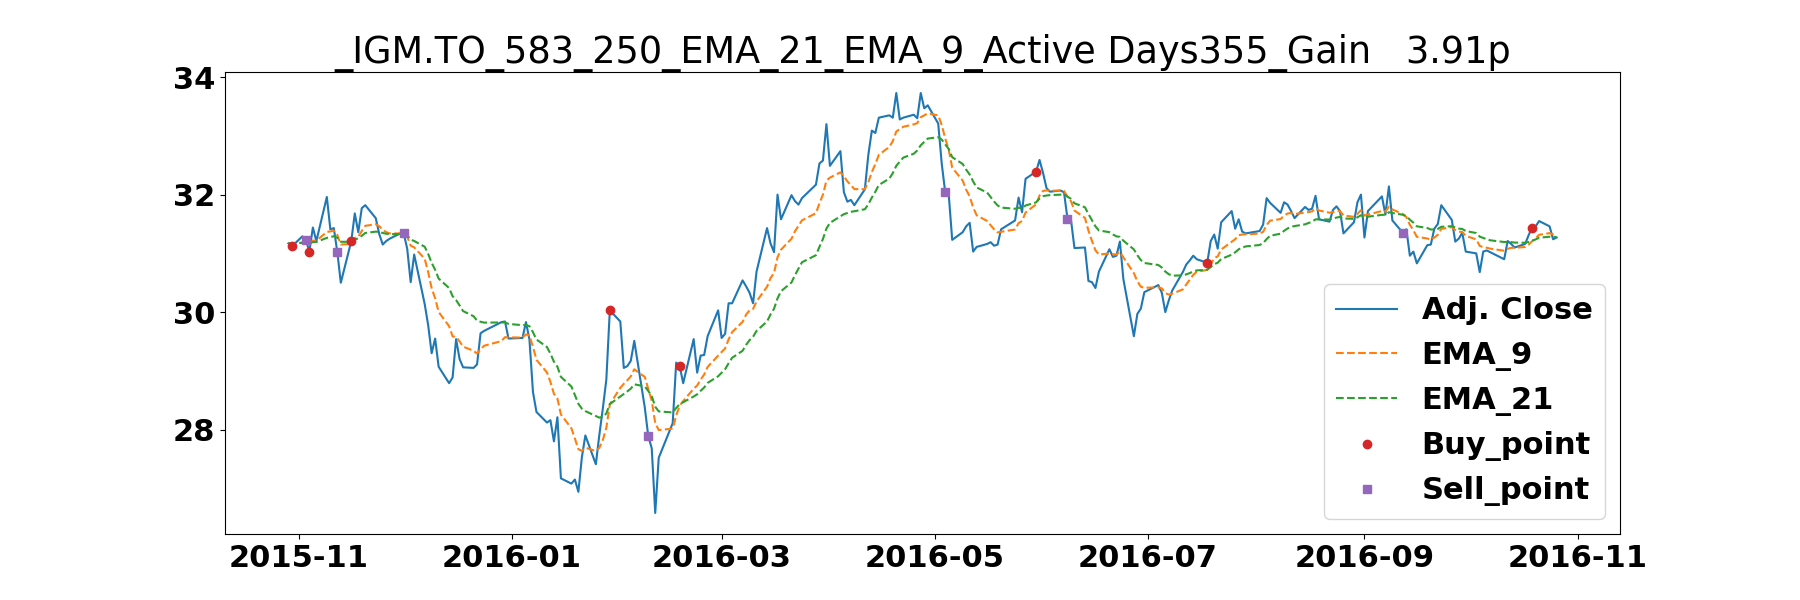 _IGM.TO_583_250_EMA_21_EMA_9_Active Days355_Gain   3.91p
34
32
30
28
2015-11 2016-01 2016-03 2016-05 2016-07 2016-09 2016-11
Adj. Close
EMA_9
EMA_21
Buy_point
Sell_point